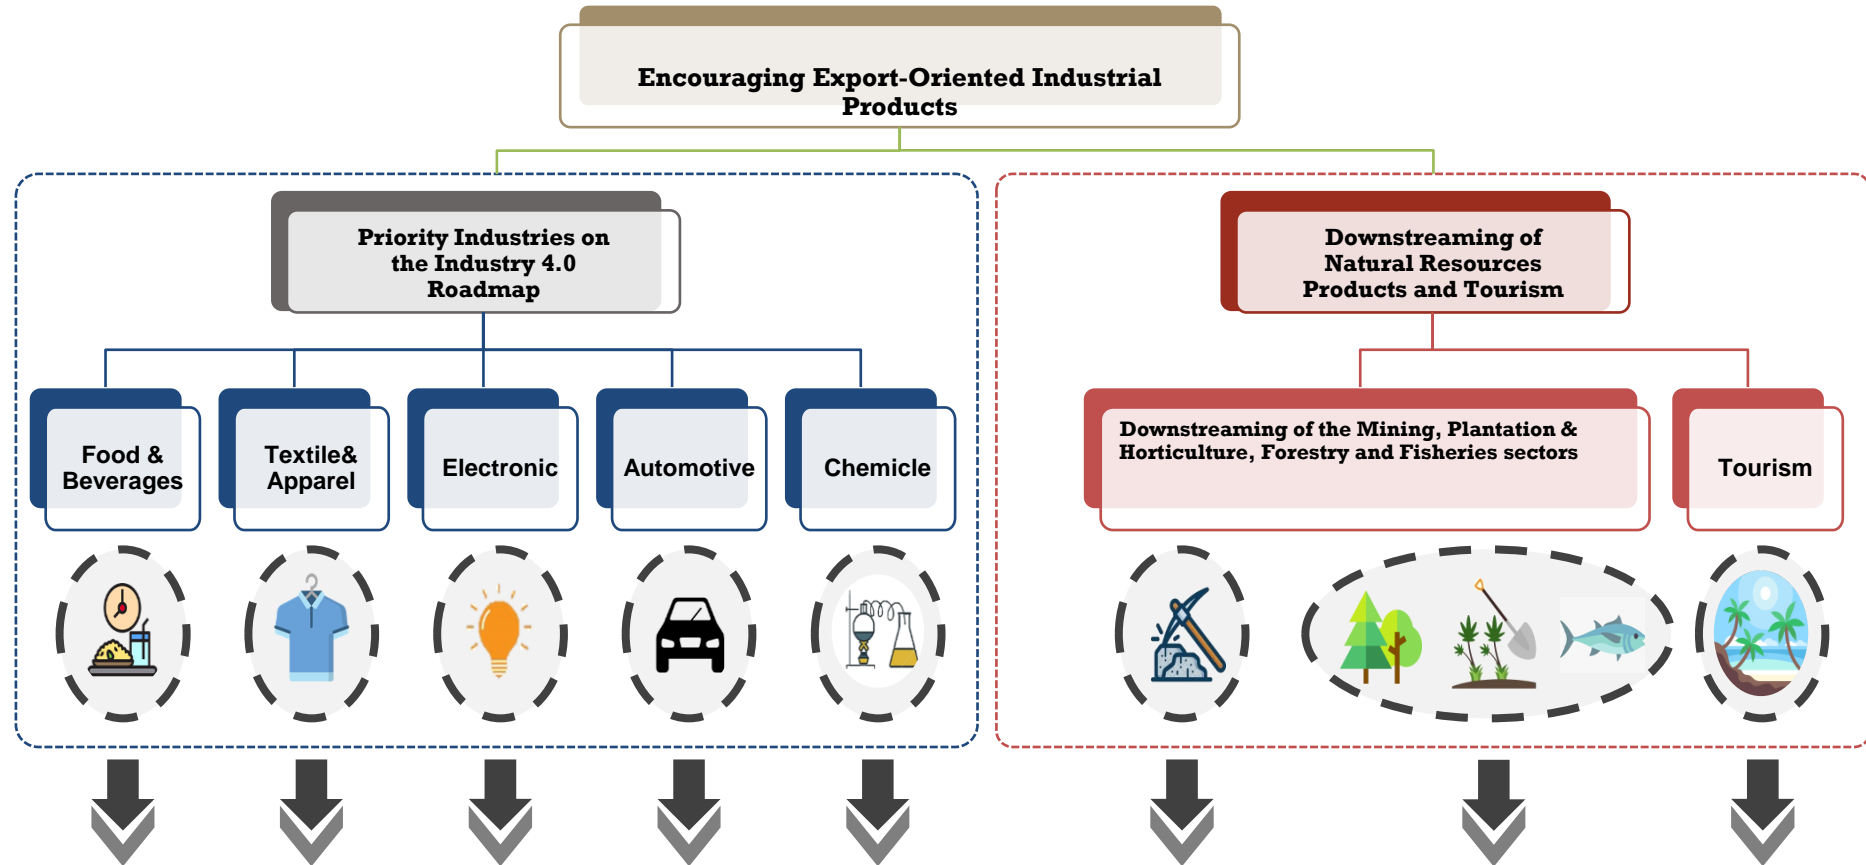 Encouraging Export-Oriented Industrial
Products
Priority Industries on
the Industry 4.0
Roadmap
Downstreaming of
Natural Resources
Products and Tourism
Food &
Beverages
Textile&
Apparel
Electronic
Automotive
Chemicle
Downstreaming of the Mining, Plantation &
Horticulture, Forestry and Fisheries sectors
Tourism